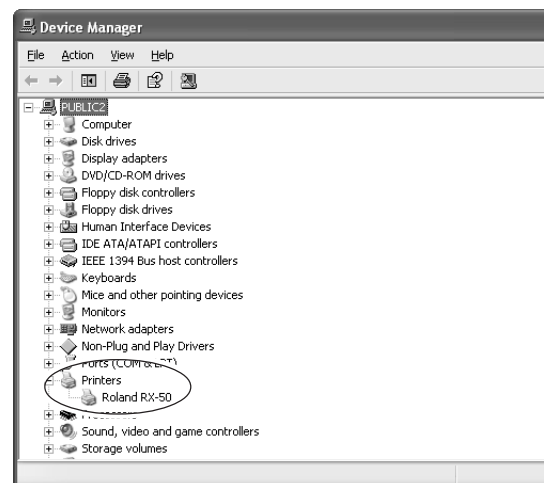 Device Manager
File Action View Help
PUBLIC2
Computer
Disk drives
Display adapters
DVD/CD-ROM drives
Floppy disk controllers
Floppy disk drives
Human Interface Devices
IDE ATA/ATAPI controllers
IEEE 1394 Bus host controllers
Keyboards
Mice and other pointing devices
Monitors
Network adapters
Non-Plug and Play Drivers
Ports (COM & LPT)
Printers
Roland RX-50
Sound, video and game controllers
Storage volumes